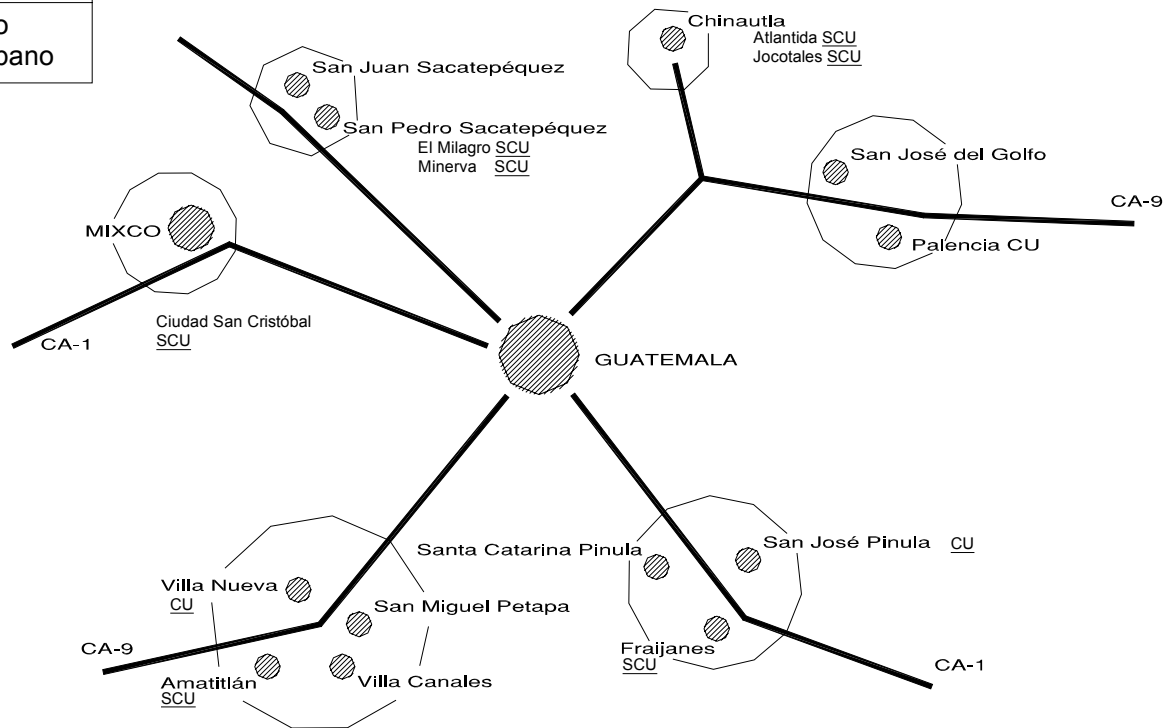 Chinautla
Atlantida SCU
Jocotales SCU
San Juan Sacatepéquez
San Pedro Sacatepéquez
El Milagro SCU
Minerva SCU
San José del Golfo
CA-9
Palencia CU
MIXCO
Ciudad San Cristóbal
SCU
CA-1
GUATEMALA
Santa Catarina Pinula
San José Pinula CU
Villa Nueva
CU
San Miguel Petapa
Fraijanes
SCU
CA-9
CA-1
Amatitlán
SCU
Villa Canales